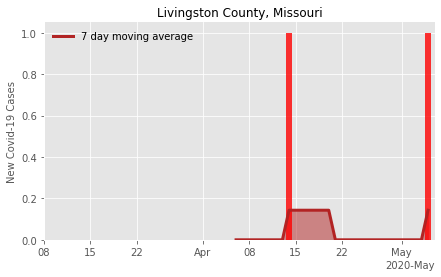 Livingston County, Missouri
7 day moving average
New Covid-19 Cases
1.0
0.8
0.6
0.4
0.2
0.0
08 15 22 Apr 08 15 22 May
2020-May